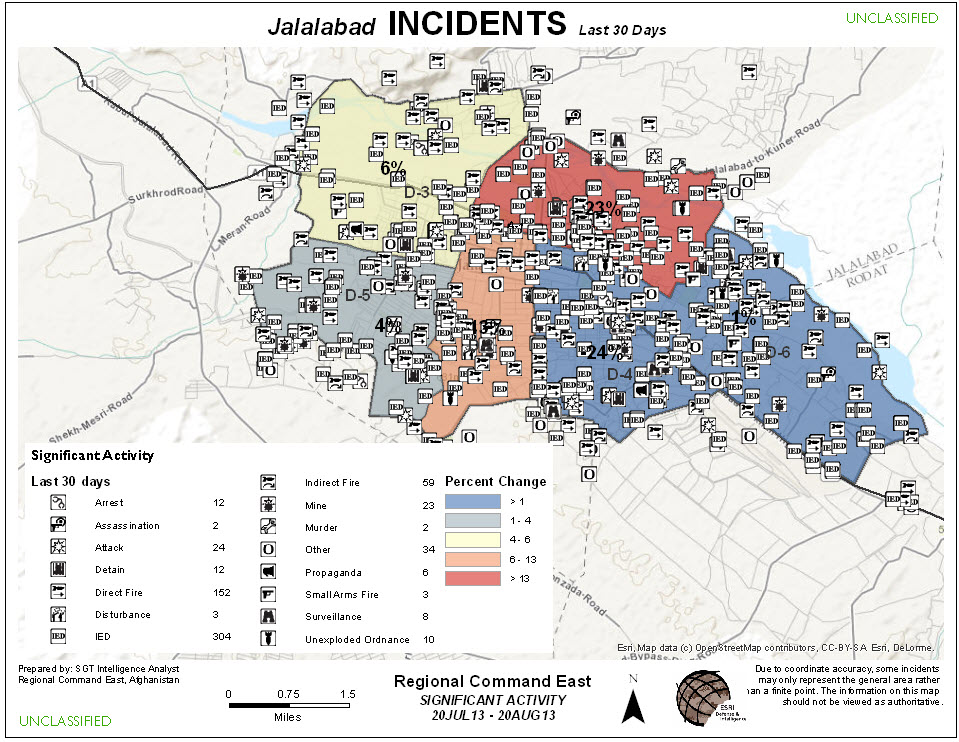 Jalalabad INCIDENTS Last 30 Days
UNCLASSIFIED
A1
Surkhrod Road
Meran-Road
Shekh-Mesri-Road
Jalalabad-to-Kuner-Road
JALALABAD
RODAT
6%
D-3
23%
D-5
4%
13%
24%
D-4
1%
D-6
Significant Activity
Last 30 days
Arrest 12
Assassination 2
Attack 24
Detain 12
Direct Fire 152
Disturbance 3
IED IED 304
Indirect Fire 59
Mine 23
Murder 2
Other 34
Propaganda 6
Small Arms Fire 3
Surveillance 8
Unexploded Ordnance 10
Percent Change
> 1
1 - 4
4 - 6
6 - 13
> 13
Esri, Map data (c) OpenStreetMap contributors, CC-BY-SA Esri, DeLorme.
Prepared by: SGT Intelligence Analyst
Regional Command East, Afghanistan
UNCLASSIFIED
0 0.75 1.5
Miles
Regional Command East
SIGNIFICANT ACTIVITY
20JUL13 - 20AUG13
N
ESRI
Defense &
Intelligence
Due to coordinate accuracy, some incidents
may only represent the general area rather
than a finite point. The information on this map
should not be viewed as authoritative.